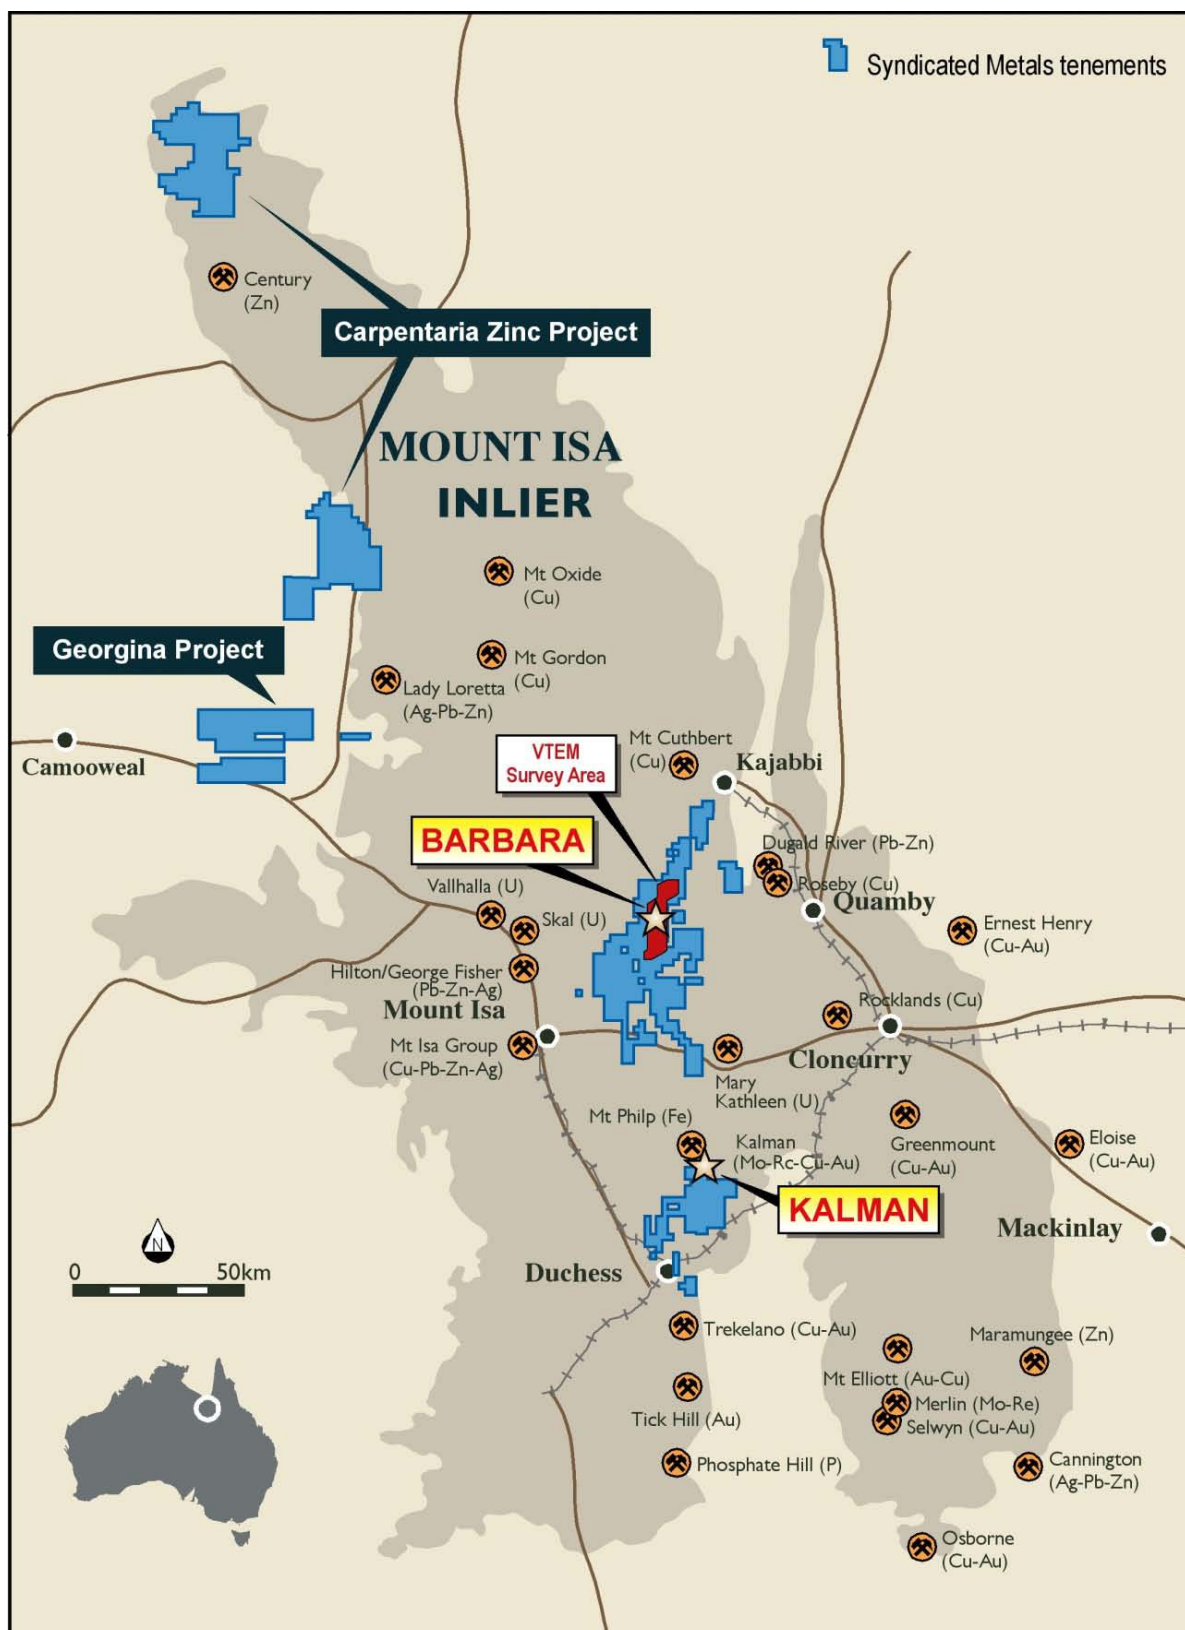 Syndicated Metals tenements
Century
(Zn)
Carpentaria Zinc Project
MOUNT ISA
INLIER
Mt Oxide
(Cu)
Georgina Project
Mt Gordon
(Cu)
Lady Loretta
(Ag-Pb-Zn)
Camooweal
VTEM
Survey Area
Mt Cuthbert
(Cu)
Kajabbi
BARBARA
Dugald River (Pb-Zn)
Roseby (Cu)
Quamby
Vallhalla (U)
Skal (U)
Ernest Henry
(Cu-Au)
Hilton/George Fisher
(Pb-Zn-Ag)
Mount Isa
Rocklands (Cu)
Mt Isa Group
(Cu-Pb-Zn-Ag)
Cloncurry
Mary
Kathleen (U)
Mt Philp (Fe)
Kalman
(Mo-Rc-Cu-Au)
Greenmount
(Cu-Au)
Eloise
(Cu-Au)
KALMAN
Mackinlay
N
0 50km
Duchess
Trekelano (Cu-Au)
Maramungee (Zn)
Mt Elliott (Au-Cu)
Merlin (Mo-Re)
Selwyn (Cu-Au)
Tick Hill (Au)
Phosphate Hill (P)
Cannington
(Ag-Pb-Zn)
Osborne
(Cu-Au)